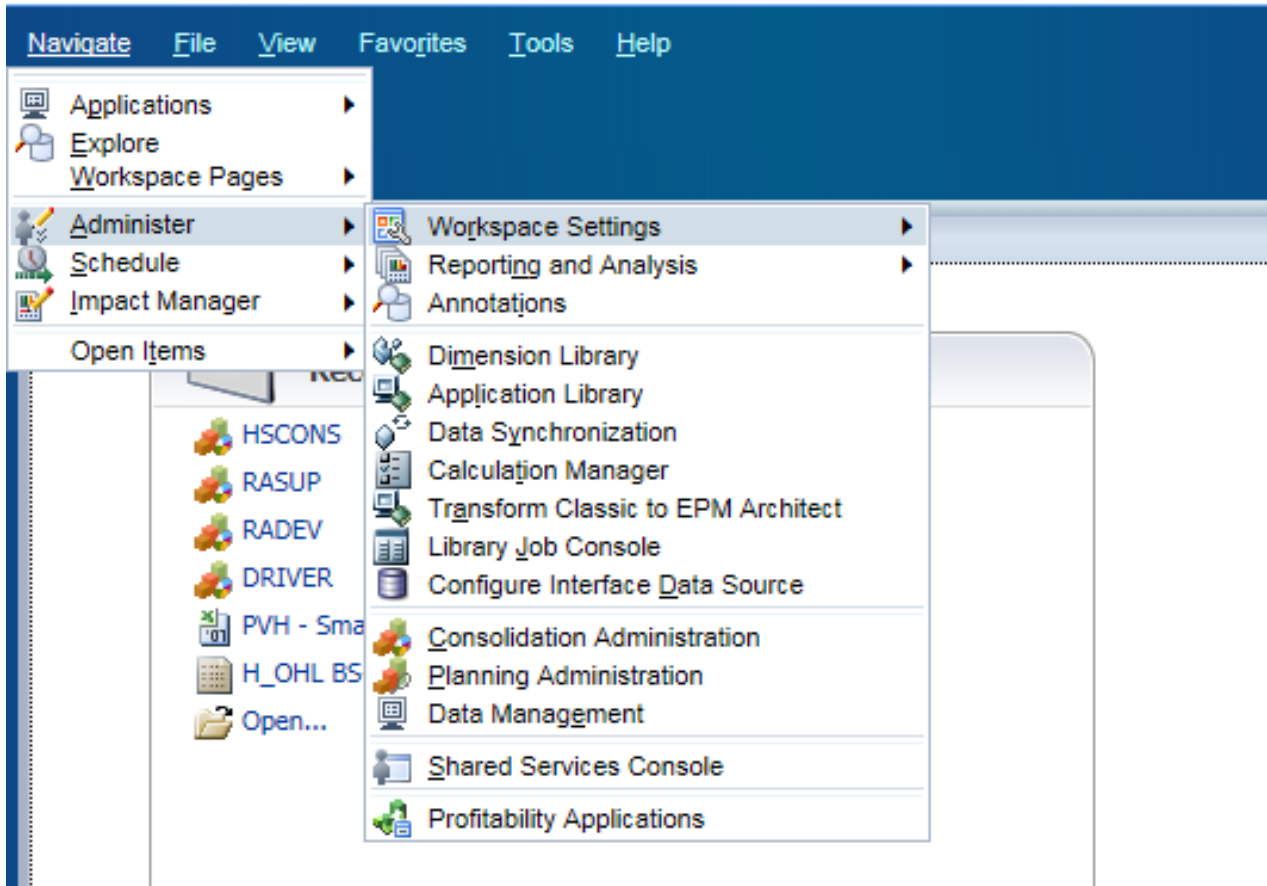 Navigate File View Favorites Tools Help
Applications
Explore
Workspace Pages
Administer
Schedule
Impact Manager
Open Items
Workspace Settings
Reporting and Analysis
Annotations
Dimension Library
Application Library
Data Synchronization
Calculation Manager
Transform Classic to EPM Architect
Library Job Console
Configure Interface Data Source
Consolidation Administration
Planning Administration
Data Management
Shared Services Console
Profitability Applications
HSCONS
RASUP
RADEV
DRIVER
PVH - Sma
H_OHL BS
Open...